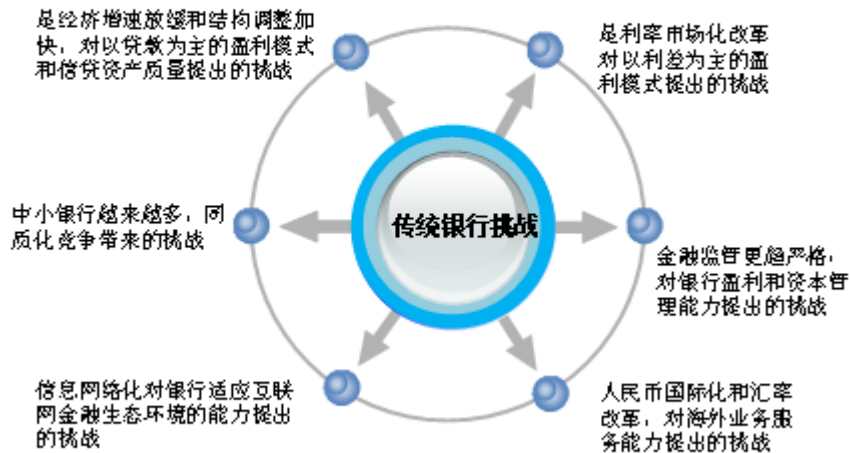 是经济增速放缓和结构调整加
快，对以贷款为主的盈利模式
和信贷资产质量提出的挑战
是利率市场化改革
对以利差为主的盈
利模式提出的挑战
中小银行越来越多，同
质化竞争带来的挑战
传统银行挑战
金融监管更趋严格，
对银行盈利和资本管
理能力提出的挑战
信息网络化对银行适应互联
网金融生态环境的能力提出
的挑战
人民币国际化和汇率
改革，对海外业务服
务能力提出的挑战